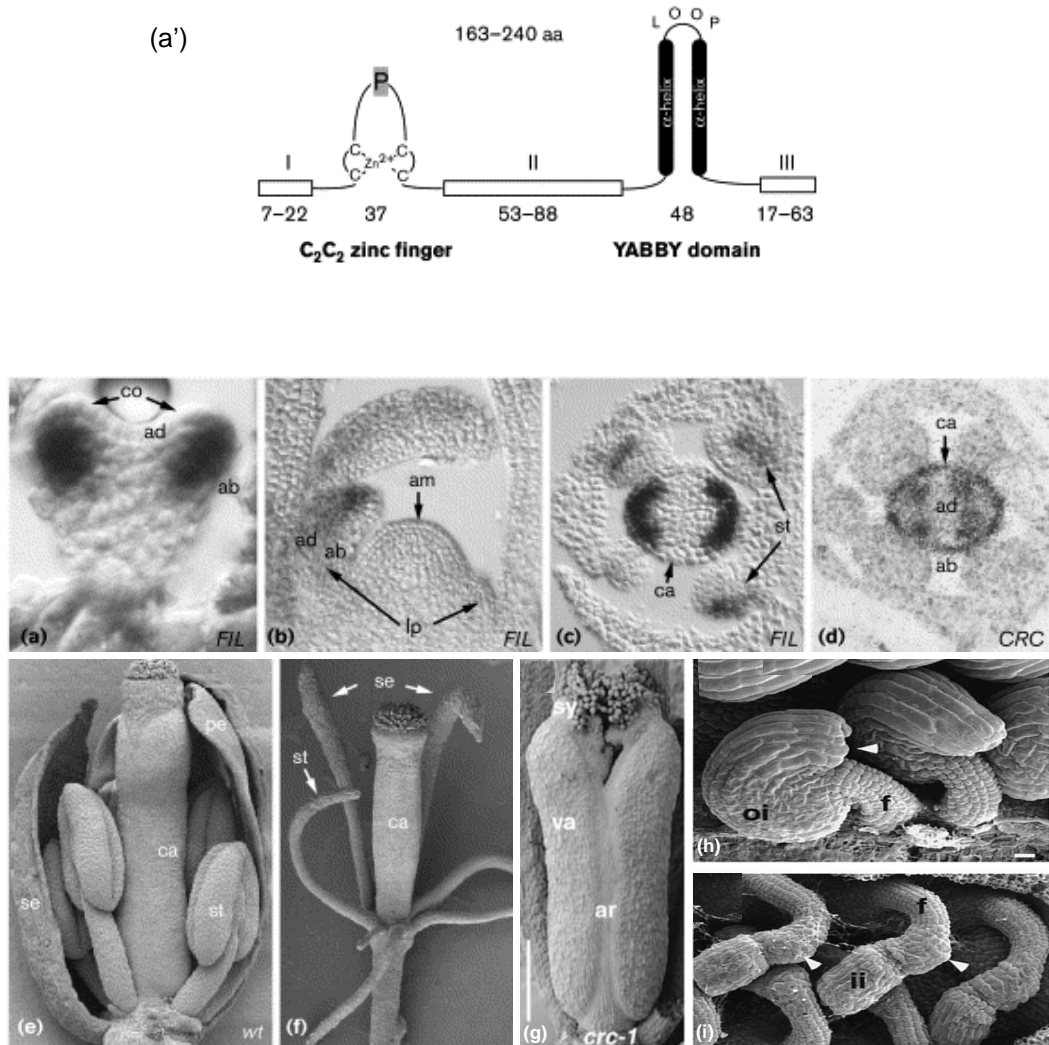 (a')
163–240 aa
L O O P
P
α-helix α-helix
C C
Zn²⁺
C C
I II III
7–22 37 53–88 48 17–63
C₂C₂ zinc finger YABBY domain
co
ad
ab
(a) FIL
am
ad
ab
lp
(b) FIL
st
ca
(c) FIL
ca
ad
ab
(d) CRC
pe
ca
se
st
(e) wt
se
st
ca
(f)
sy
va
ar
(g) crc-1
f
oi
(h)
f
ii
(i)